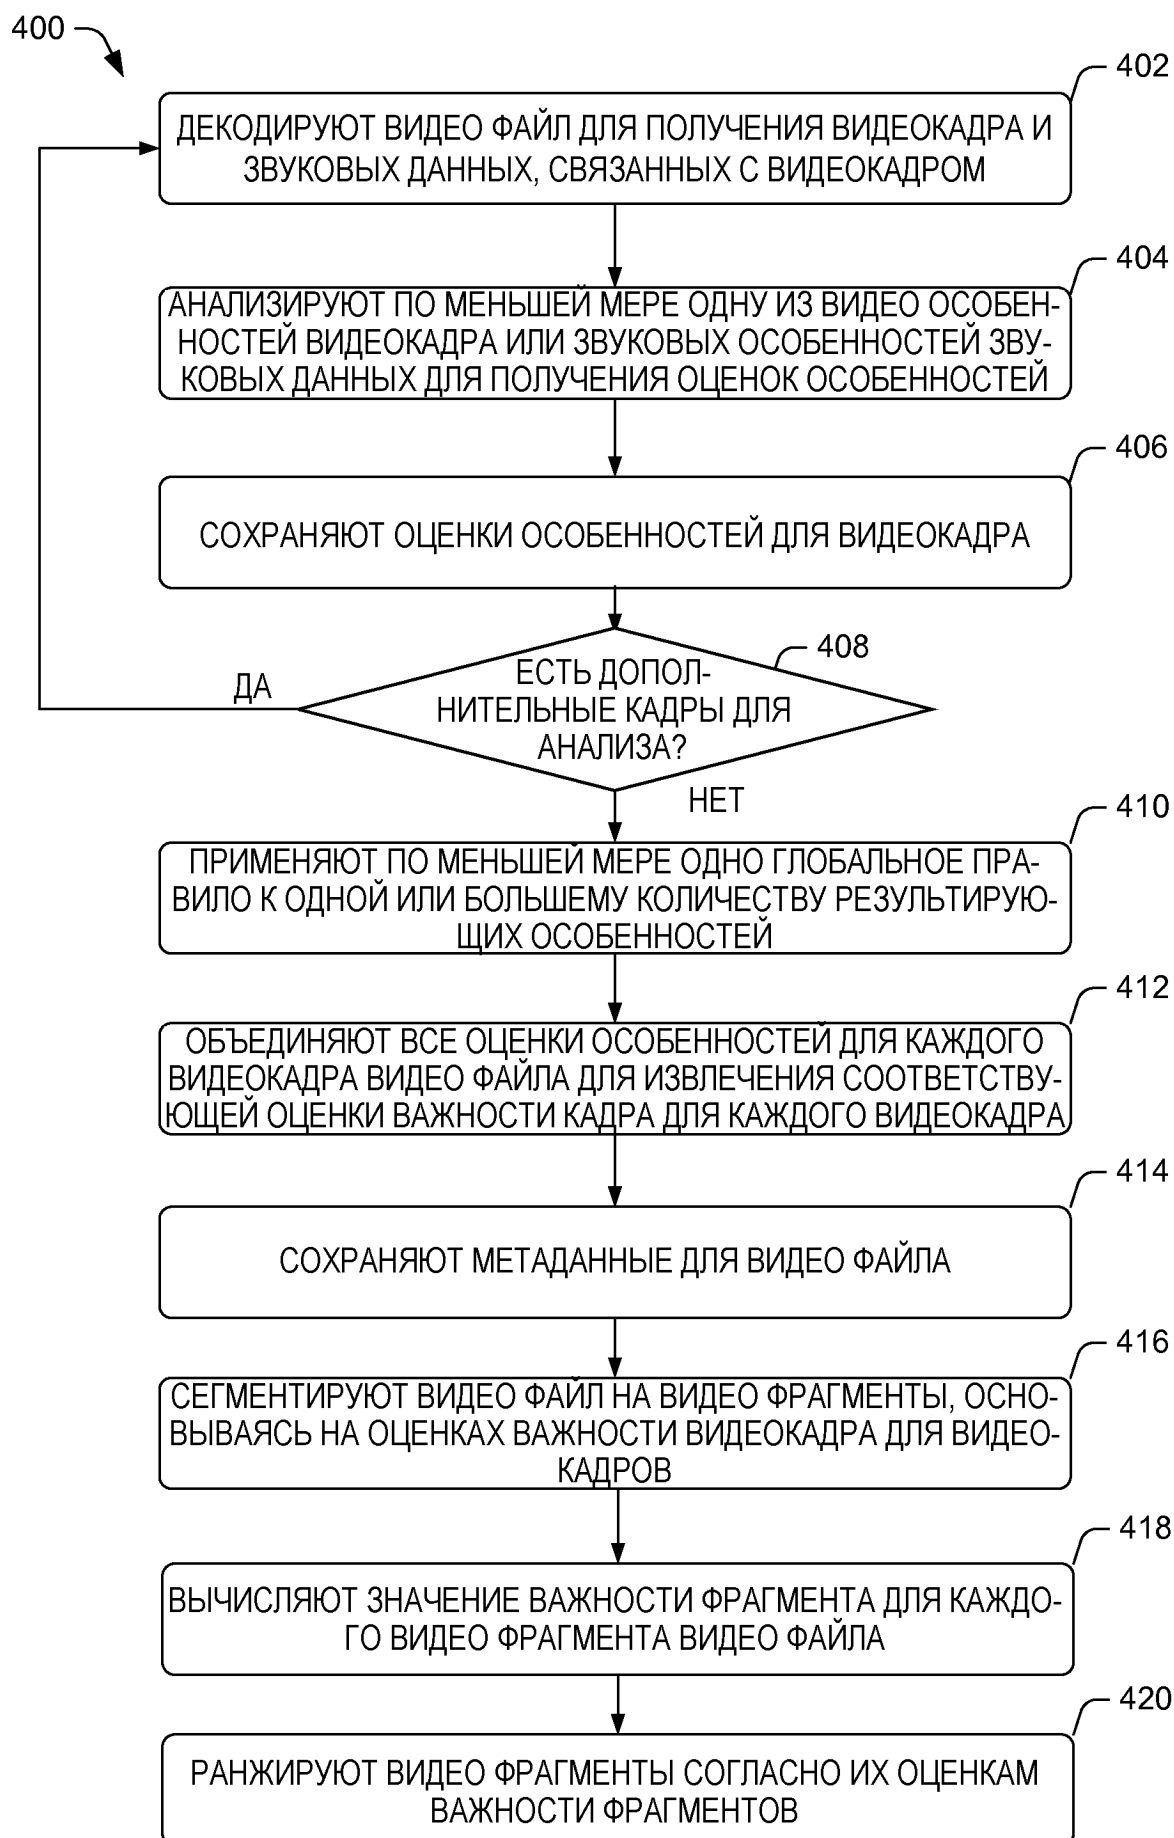 400
402
ДЕКОДИРУЮТ ВИДЕО ФАЙЛ ДЛЯ ПОЛУЧЕНИЯ ВИДЕОКАДРА И
ЗВУКОВЫХ ДАННЫХ, СВЯЗАННЫХ С ВИДЕОКАДРОМ
404
АНАЛИЗИРУЮТ ПО МЕНЬШЕЙ МЕРЕ ОДНУ ИЗ ВИДЕО ОСОБЕН-
НОСТЕЙ ВИДЕОКАДРА ИЛИ ЗВУКОВЫХ ОСОБЕННОСТЕЙ ЗВУ-
КОВЫХ ДАННЫХ ДЛЯ ПОЛУЧЕНИЯ ОЦЕНОК ОСОБЕННОСТЕЙ
406
СОХРАНЯЮТ ОЦЕНКИ ОСОБЕННОСТЕЙ ДЛЯ ВИДЕОКАДРА
408
ЕСТЬ ДОПОЛ-
НИТЕЛЬНЫЕ КАДРЫ ДЛЯ
АНАЛИЗА?
ДА
НЕТ
410
ПРИМЕНЯЮТ ПО МЕНЬШЕЙ МЕРЕ ОДНО ГЛОБАЛЬНОЕ ПРА-
ВИЛО К ОДНОЙ ИЛИ БОЛЬШЕМУ КОЛИЧЕСТВУ РЕЗУЛЬТИРУЮ-
ЩИХ ОСОБЕННОСТЕЙ
412
ОБЪЕДИНЯЮТ ВСЕ ОЦЕНКИ ОСОБЕННОСТЕЙ ДЛЯ КАЖДОГО
ВИДЕОКАДРА ВИДЕО ФАЙЛА ДЛЯ ИЗВЛЕЧЕНИЯ СООТВЕТСТВУ-
ЮЩЕЙ ОЦЕНКИ ВАЖНОСТИ КАДРА ДЛЯ КАЖДОГО ВИДЕОКАДРА
414
СОХРАНЯЮТ МЕТАДАННЫЕ ДЛЯ ВИДЕО ФАЙЛА
416
СЕГМЕНТИРУЮТ ВИДЕО ФАЙЛ НА ВИДЕО ФРАГМЕНТЫ, ОСНО-
ВЫВАЯСЬ НА ОЦЕНКАХ ВАЖНОСТИ ВИДЕОКАДРА ДЛЯ ВИДЕО-
КАДРОВ
418
ВЫЧИСЛЯЮТ ЗНАЧЕНИЕ ВАЖНОСТИ ФРАГМЕНТА ДЛЯ КАЖДО-
ГО ВИДЕО ФРАГМЕНТА ВИДЕО ФАЙЛА
420
РАНЖИРУЮТ ВИДЕО ФРАГМЕНТЫ СОГЛАСНО ИХ ОЦЕНКАМ
ВАЖНОСТИ ФРАГМЕНТОВ